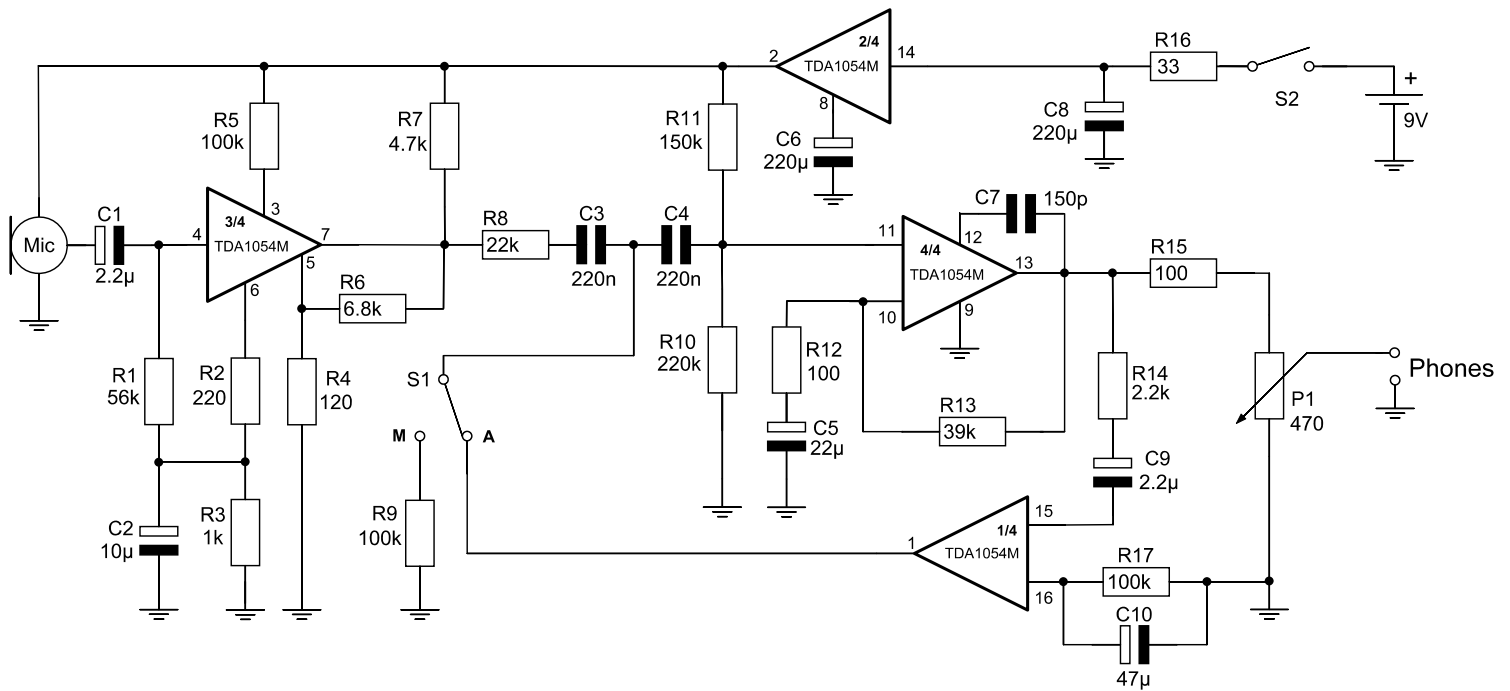 2/4
TDA1054M
2
14
8
R16
33
S2
+
9V
C8
220µ
C6
220µ
R5
100k
R7
4.7k
R11
150k
Mic
C1
2.2µ
4
3/4
TDA1054M
3
7
5
6
R8
22k
C3
220n
C4
220n
C7
150p
11
12
4/4
TDA1054M
13
10
9
R15
100
R6
6.8k
R1
56k
R2
220
R4
120
S1
M
A
R10
220k
R12
100
C5
22µ
R13
39k
R14
2.2k
P1
470
Phones
C9
2.2µ
C2
10µ
R3
1k
R9
100k
1
1/4
TDA1054M
15
16
R17
100k
C10
47µ